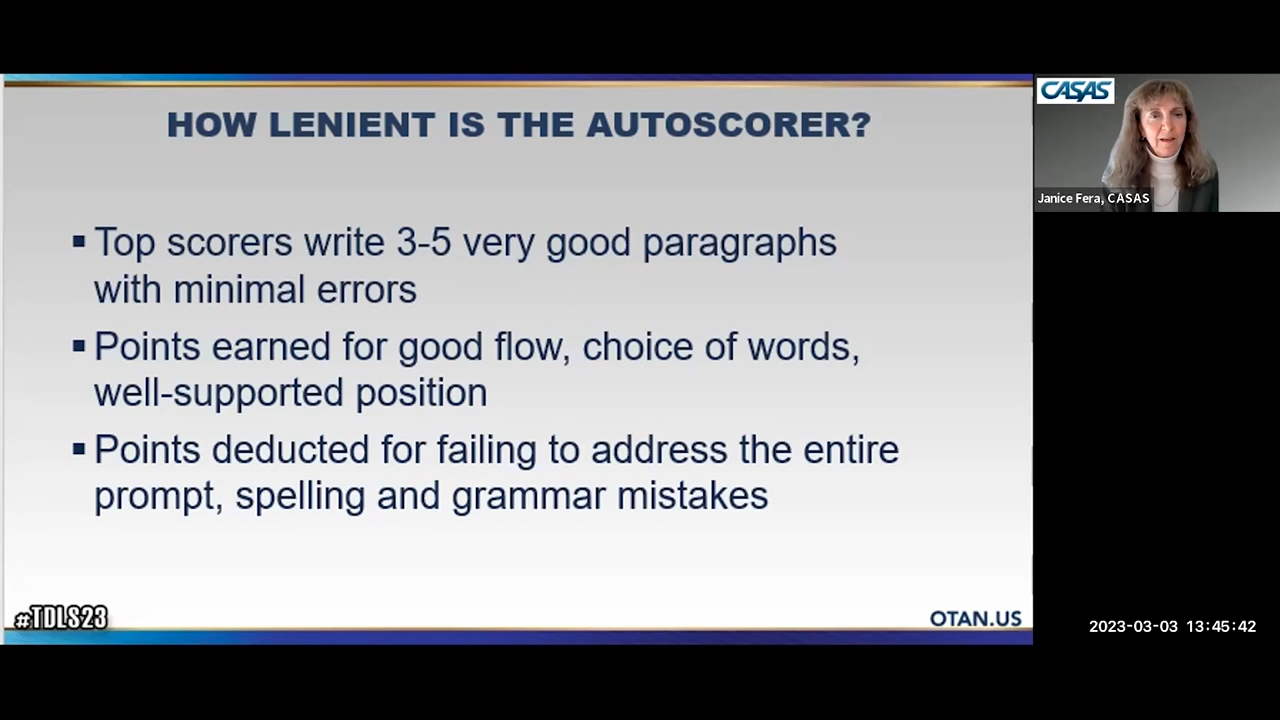 HOW LENIENT IS THE AUTOSCORER?
▪ Top scorers write 3-5 very good paragraphs
with minimal errors
▪ Points earned for good flow, choice of words,
well-supported position
▪ Points deducted for failing to address the entire
prompt, spelling and grammar mistakes
#TDLS23
OTAN.US
CASAS
Janice Fera, CASAS
2023-03-03 13:45:42